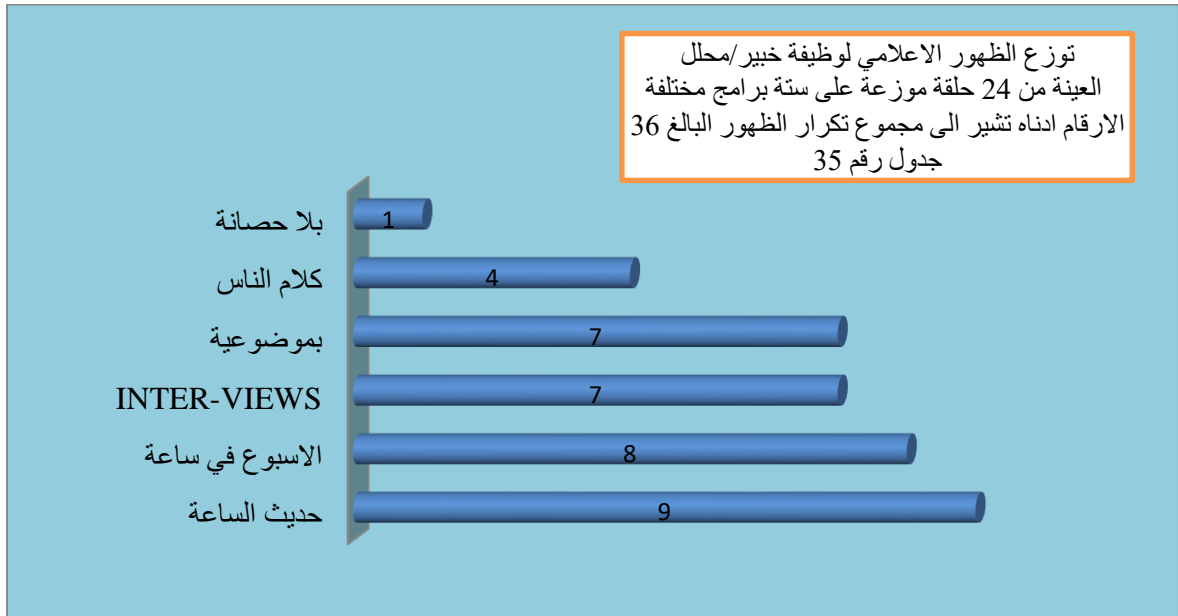 توزع الظهور الاعلامي لوظيفة خبير/محلل
العينة من 24 حلقة موزعة على ستة برامج مختلفة
الارقام ادناه تشير الى مجموع تكرار الظهور البالغ 36
جدول رقم 35
بلا حصانة 1
كلام الناس 4
بموضوعية 7
INTER-VIEWS 7
الاسبوع في ساعة 8
حديث الساعة 9